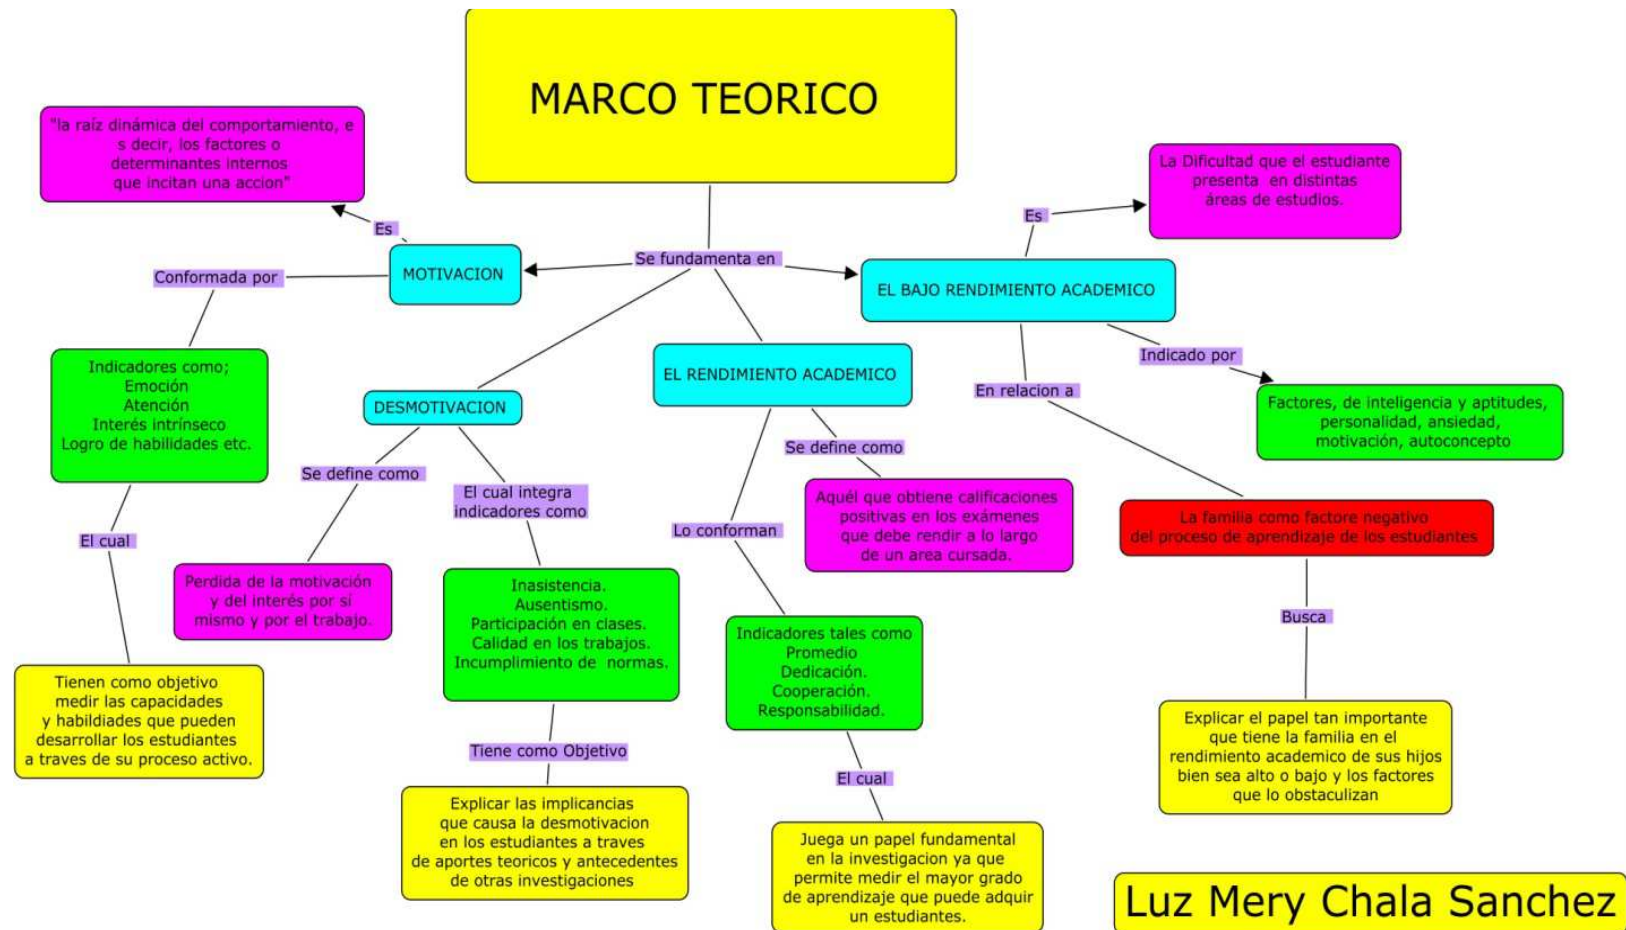 MARCO TEORICO
"la raíz dinámica del comportamiento, e
s decir, los factores o
determinantes internos
que incitan una accion"
Es
MOTIVACION
Conformada por
Indicadores como;
Emoción
Atención
Interés intrínseco
Logro de habilidades etc.
El cual
Tienen como objetivo
medir las capacidades
y habildiades que pueden
desarrollar los estudiantes
a traves de su proceso activo.
Se fundamenta en
DESMOTIVACION
Se define como
Perdida de la motivación
y del interés por sí
mismo y por el trabajo.
El cual integra
indicadores como
Inasistencia.
Ausentismo.
Participación en clases.
Calidad en los trabajos.
Incumplimiento de normas.
Tiene como Objetivo
Explicar las implicancias
que causa la desmotivacion
en los estudiantes a traves
de aportes teoricos y antecedentes
de otras investigaciones
EL RENDIMIENTO ACADEMICO
Se define como
Aquél que obtiene calificaciones
positivas en los exámenes
que debe rendir a lo largo
de un area cursada.
Lo conforman
Indicadores tales como
Promedio
Dedicación.
Cooperación.
Responsabilidad.
El cual
Juega un papel fundamental
en la investigacion ya que
permite medir el mayor grado
de aprendizaje que puede adquir
un estudiantes.
EL BAJO RENDIMIENTO ACADEMICO
Es
La Dificultad que el estudiante
presenta en distintas
áreas de estudios.
Indicado por
Factores, de inteligencia y aptitudes,
personalidad, ansiedad,
motivación, autoconcepto
En relacion a
La familia como factore negativo
del proceso de aprendizaje de los estudiantes
Busca
Explicar el papel tan importante
que tiene la familia en el
rendimiento academico de sus hijos
bien sea alto o bajo y los factores
que lo obstaculizan
Luz Mery Chala Sanchez